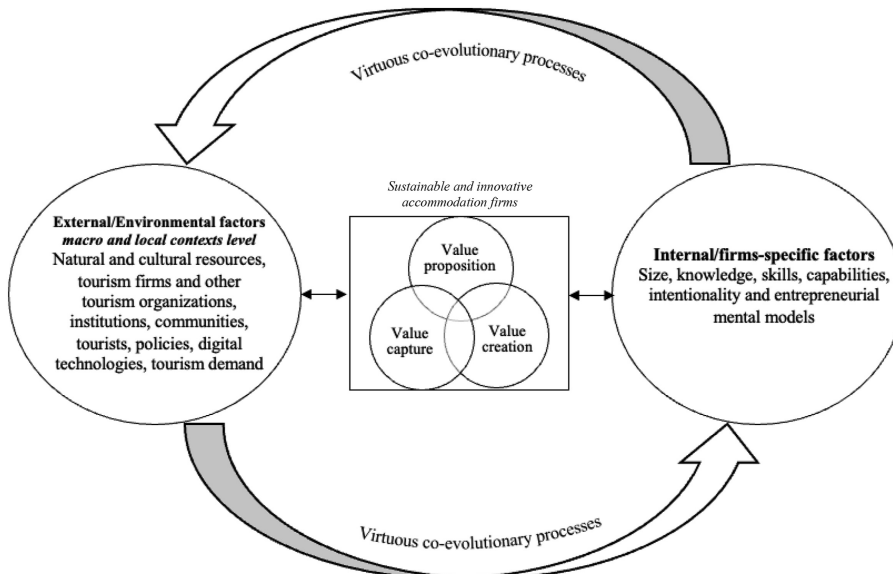 Virtuous co-evolutionary processes
Sustainable and innovative
accommodation firms
External/Environmental factors
macro and local contexts level
Natural and cultural resources,
tourism firms and other
tourism organizations,
institutions, communities,
tourists, policies, digital
technologies, tourism demand
Value
proposition
Value
capture
Value
creation
Internal/firms-specific factors
Size, knowledge, skills, capabilities,
intentionality and entrepreneurial
mental models
Virtuous co-evolutionary processes